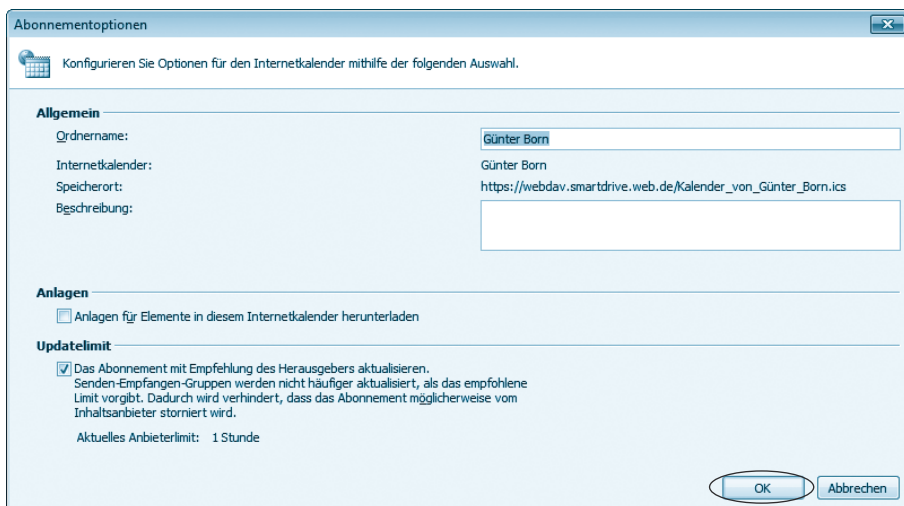 Abonnementoptionen
Konfigurieren Sie Optionen für den Internetkalender mithilfe der folgenden Auswahl.
Allgemein
Ordnername:
Günter Born
Internetkalender:
Günter Born
Speicherort:
https://webdav.smartdrive.web.de/Kalender_von_Günter_Born.ics
Beschreibung:
Anlagen
Anlagen für Elemente in diesem Internetkalender herunterladen
Updatelimit
Das Abonnement mit Empfehlung des Herausgebers aktualisieren.
Senden-Empfangen-Gruppen werden nicht häufiger aktualisiert, als das empfohlene
Limit vorgibt. Dadurch wird verhindert, dass das Abonnement möglicherweise vom
Inhaltsanbieter storniert wird.
Aktuelles Anbieterlimit: 1 Stunde
OK
Abbrechen